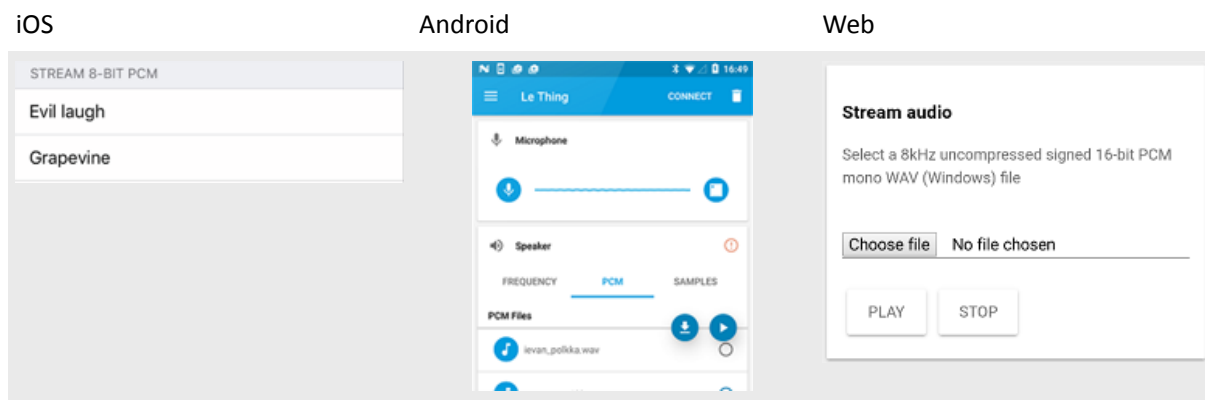 iOS
Android
Web
STREAM 8-BIT PCM
Evil laugh
Grapevine
16:49
Le Thing
CONNECT
Microphone
Speaker
FREQUENCY
PCM
SAMPLES
PCM Files
ievan_polkka.wav
Stream audio
Select a 8kHz uncompressed signed 16-bit PCM
mono WAV (Windows) file
Choose file No file chosen
PLAY
STOP